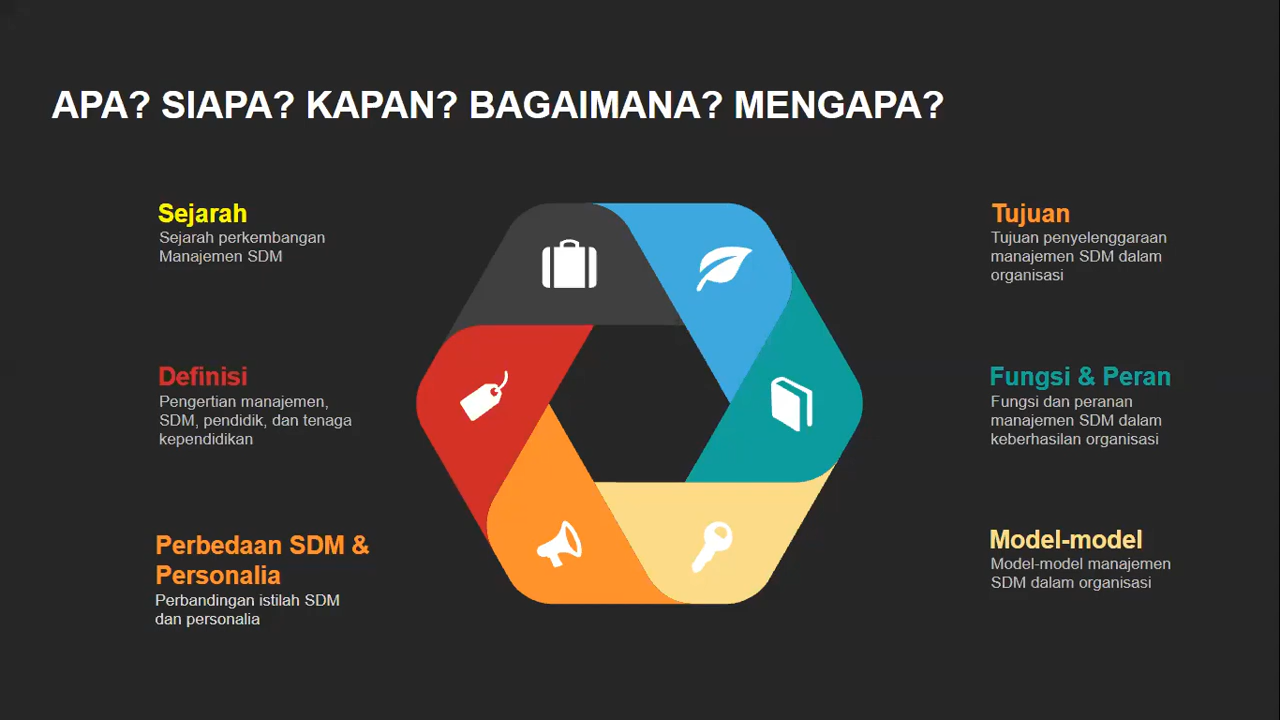 APA? SIAPA? KAPAN? BAGAIMANA? MENGAPA?
Sejarah
Sejarah perkembangan
Manajemen SDM
Definisi
Pengertian manajemen,
SDM, pendidik, dan tenaga
kependidikan
Perbedaan SDM &
Personalia
Perbandingan istilah SDM
dan personalia
Tujuan
Tujuan penyelenggaraan
manajemen SDM dalam
organisasi
Fungsi & Peran
Fungsi dan peranan
manajemen SDM dalam
keberhasilan organisasi
Model-model
Model-model manajemen
SDM dalam organisasi